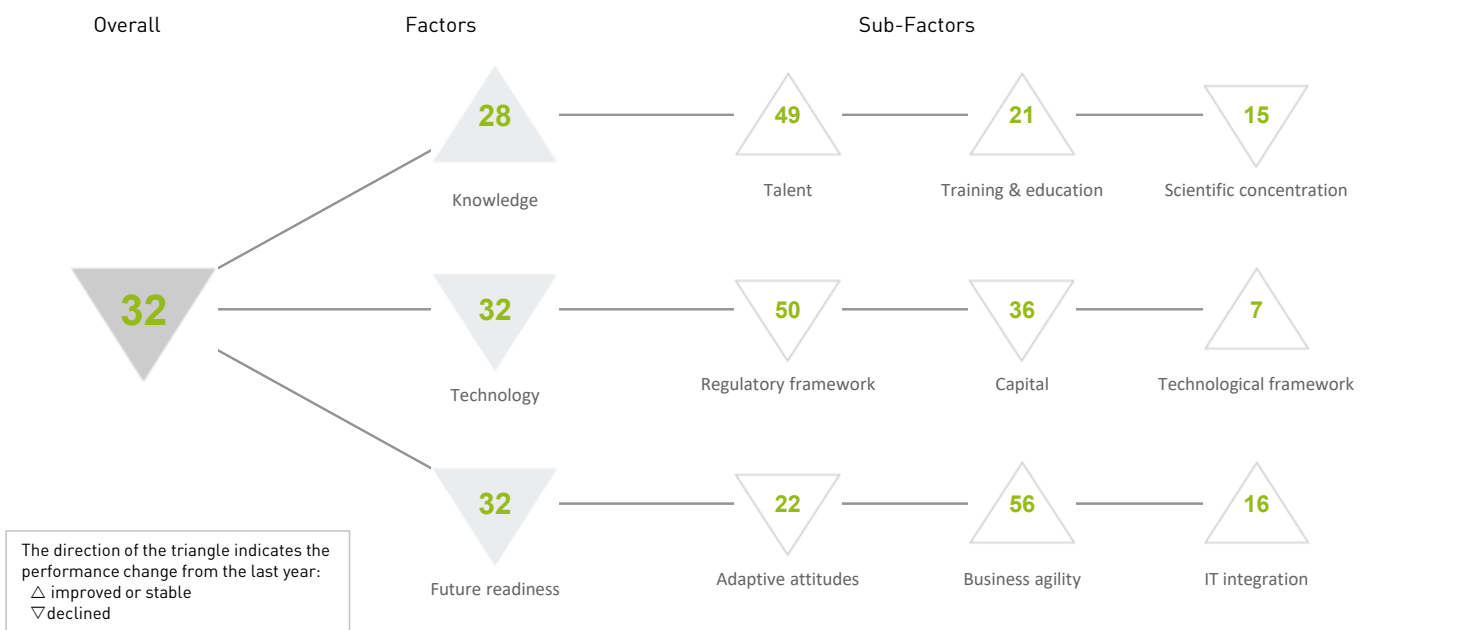 Overall
Factors
Sub-Factors
28
49
21
15
Knowledge
Talent
Training & education
Scientific concentration
32
32
50
36
7
Technology
Regulatory framework
Capital
Technological framework
32
22
56
16
Future readiness
Adaptive attitudes
Business agility
IT integration
The direction of the triangle indicates the
performance change from the last year:
△ improved or stable
▽ declined